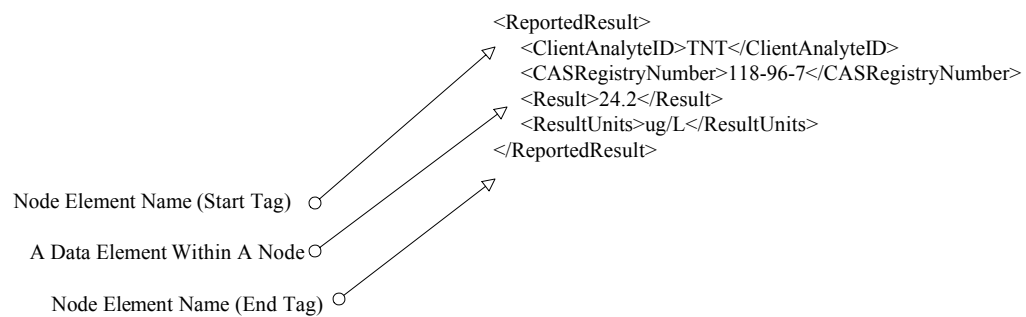 <ReportedResult>
<ClientAnalyteID>TNT</ClientAnalyteID>
<CASRegistryNumber>118-96-7</CASRegistryNumber>
<Result>24.2</Result>
<ResultUnits>ug/L</ResultUnits>
</ReportedResult>
Node Element Name (Start Tag)
A Data Element Within A Node
Node Element Name (End Tag)